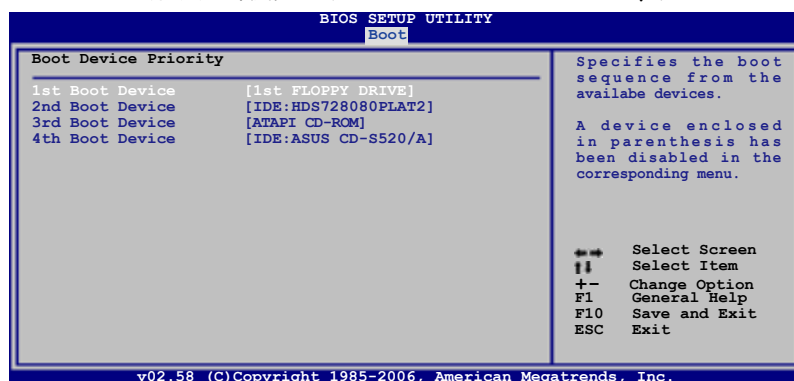 BIOS SETUP UTILITY
Boot
Boot Device Priority
1st Boot Device [1st FLOPPY DRIVE]
2nd Boot Device [IDE:HDS728080PLAT2]
3rd Boot Device [ATAPI CD-ROM]
4th Boot Device [IDE:ASUS CD-S520/A]
Specifies the boot
sequence from the
availabe devices.
A device enclosed
in parenthesis has
been disabled in the
corresponding menu.
Select Screen
Select Item
+- Change Option
F1 General Help
F10 Save and Exit
ESC Exit
v02.58 (C)Copyright 1985-2006, American Megatrends, Inc.